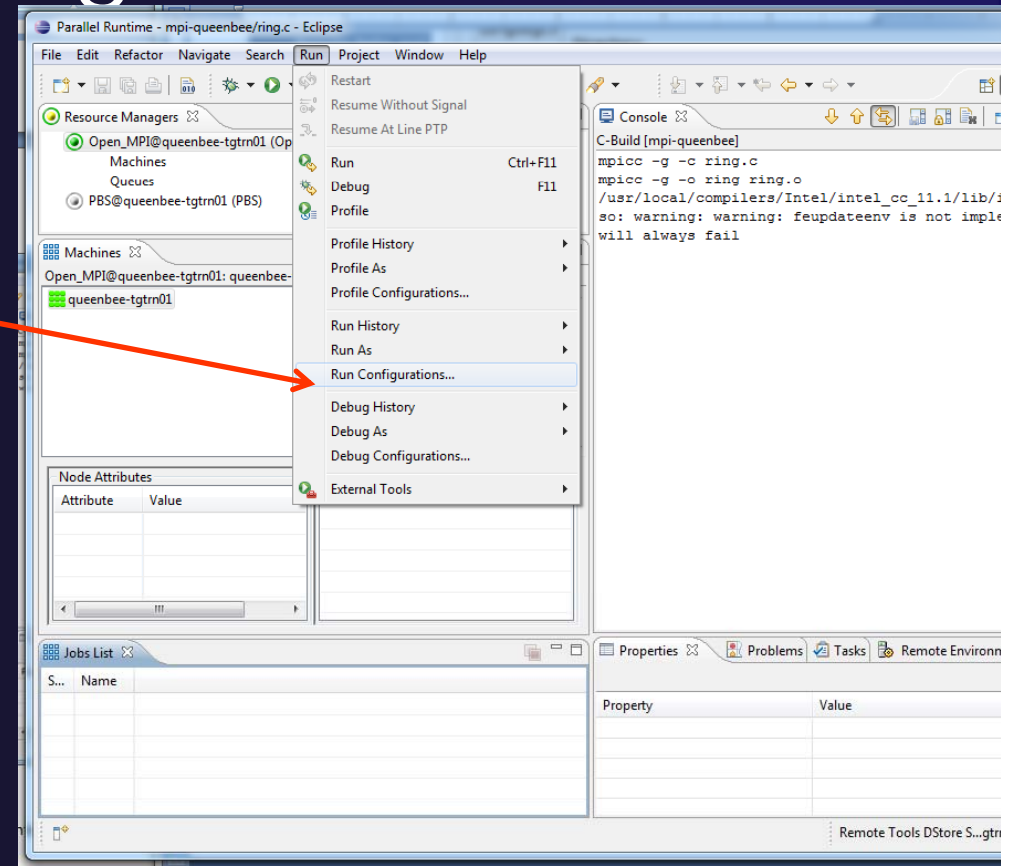 Parallel Runtime - mpi-queenbee/ring.c - Eclipse
File Edit Refactor Navigate Search Run Project Window Help
Resource Managers
Open_MPI@queenbee-tgtrn01 (Op
Machines
Queues
PBS@queenbee-tgtrn01 (PBS)
Machines
Open_MPI@queenbee-tgtrn01: queenbee-
queenbee-tgtrn01
Node Attributes
Attribute Value
Restart
Resume Without Signal
Resume At Line PTP
Run Ctrl+F11
Debug F11
Profile
Profile History
Profile As
Profile Configurations...
Run History
Run As
Run Configurations...
Debug History
Debug As
Debug Configurations...
External Tools
Console
C-Build [mpi-queenbee]
mpicc -g -c ring.c
mpicc -g -o ring ring.o
/usr/local/compilers/Intel/intel_cc_11.1/lib/i
so: warning: warning: feupdateenv is not imple
will always fail
Jobs List
S... Name
Properties Problems Tasks Remote Environm
Property Value
Remote Tools DStore S...gtr